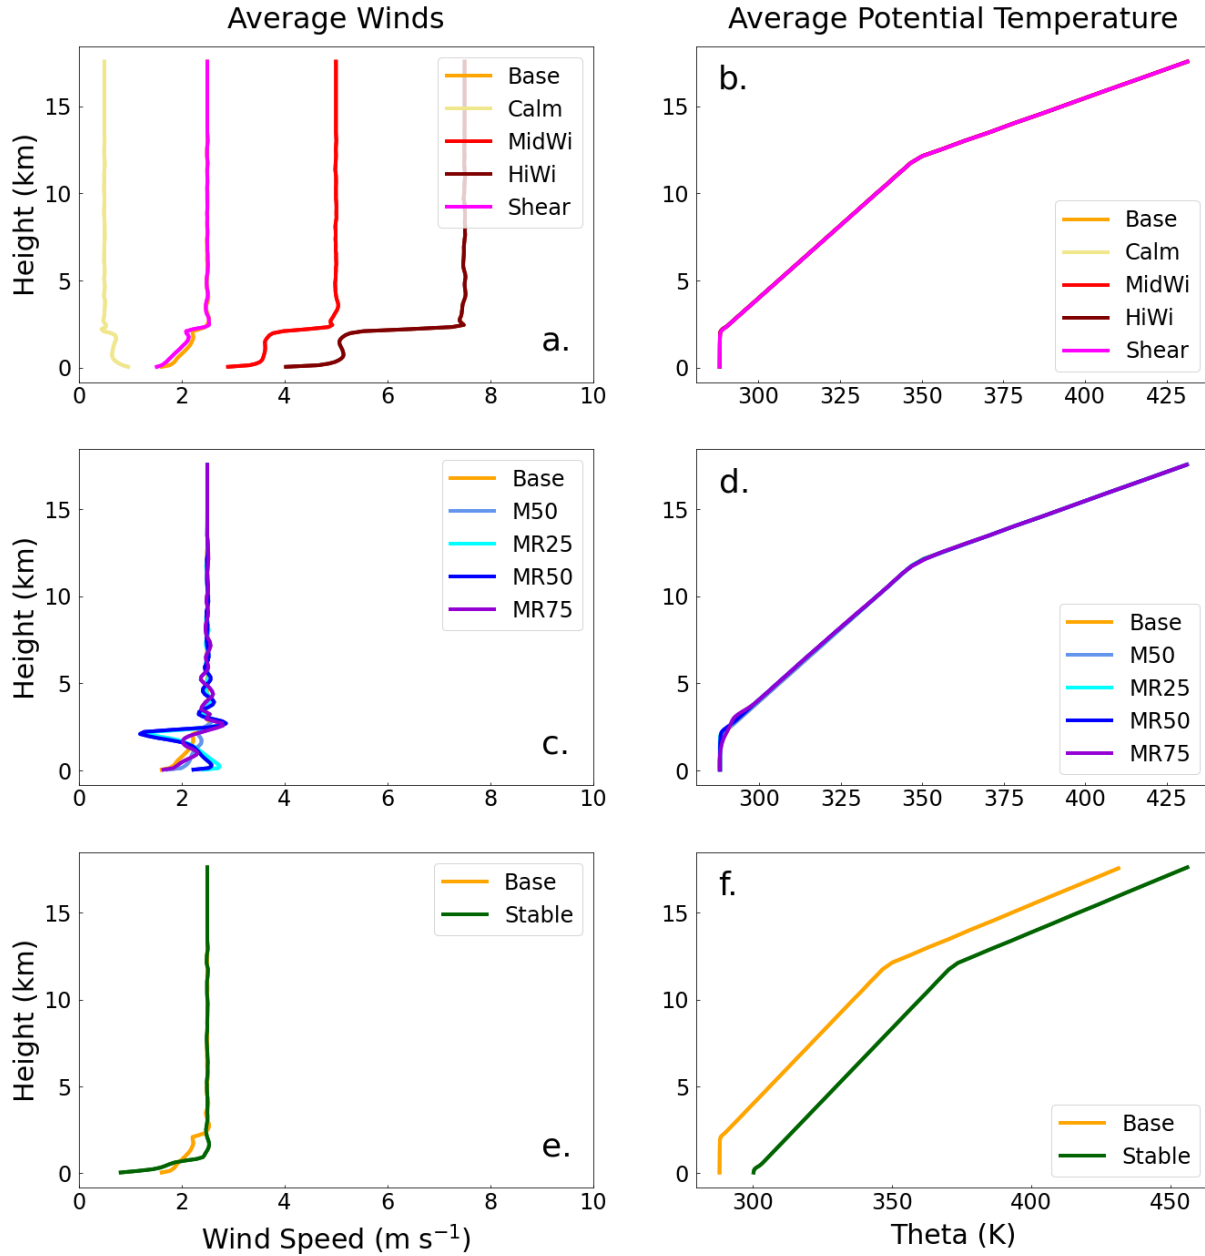 Average Winds
Average Potential Temperature
Height (km)
15
10
5
0
0 2 4 6 8 10
Base
Calm
MidWi
HiWi
Shear
a.
b.
Base
Calm
MidWi
HiWi
Shear
15
10
5
0
300 325 350 375 400 425
Height (km)
15
10
5
0
0 2 4 6 8 10
Base
M50
MR25
MR50
MR75
c.
d.
Base
M50
MR25
MR50
MR75
15
10
5
0
300 325 350 375 400 425
Height (km)
15
10
5
0
0 2 4 6 8 10
Base
Stable
e.
Wind Speed (m s⁻¹)
f.
Base
Stable
15
10
5
0
300 350 400 450
Theta (K)